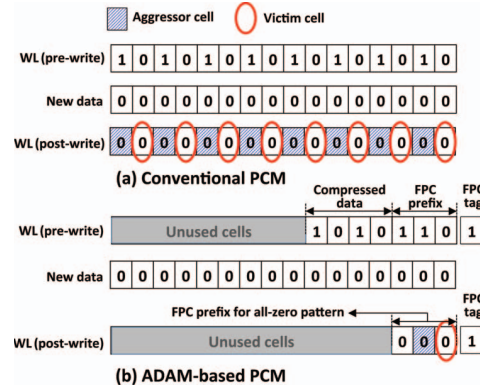 Aggressor cell Victim cell
WL (pre-write) 1 0 1 0 1 0 1 0 1 0 1 0 1 0 1 0
New data 0 0 0 0 0 0 0 0 0 0 0 0 0 0 0 0
WL (post-write) 0 0 0 0 0 0 0 0 0 0 0 0 0 0 0 0
(a) Conventional PCM
Compressed data FPC prefix FPC tag
WL (pre-write) Unused cells 1 0 1 0 1 1 0 1
New data 0 0 0 0 0 0 0 0 0 0 0 0 0 0 0 0
FPC prefix for all-zero pattern FPC tag
WL (post-write) Unused cells 0 0 0 1
(b) ADAM-based PCM